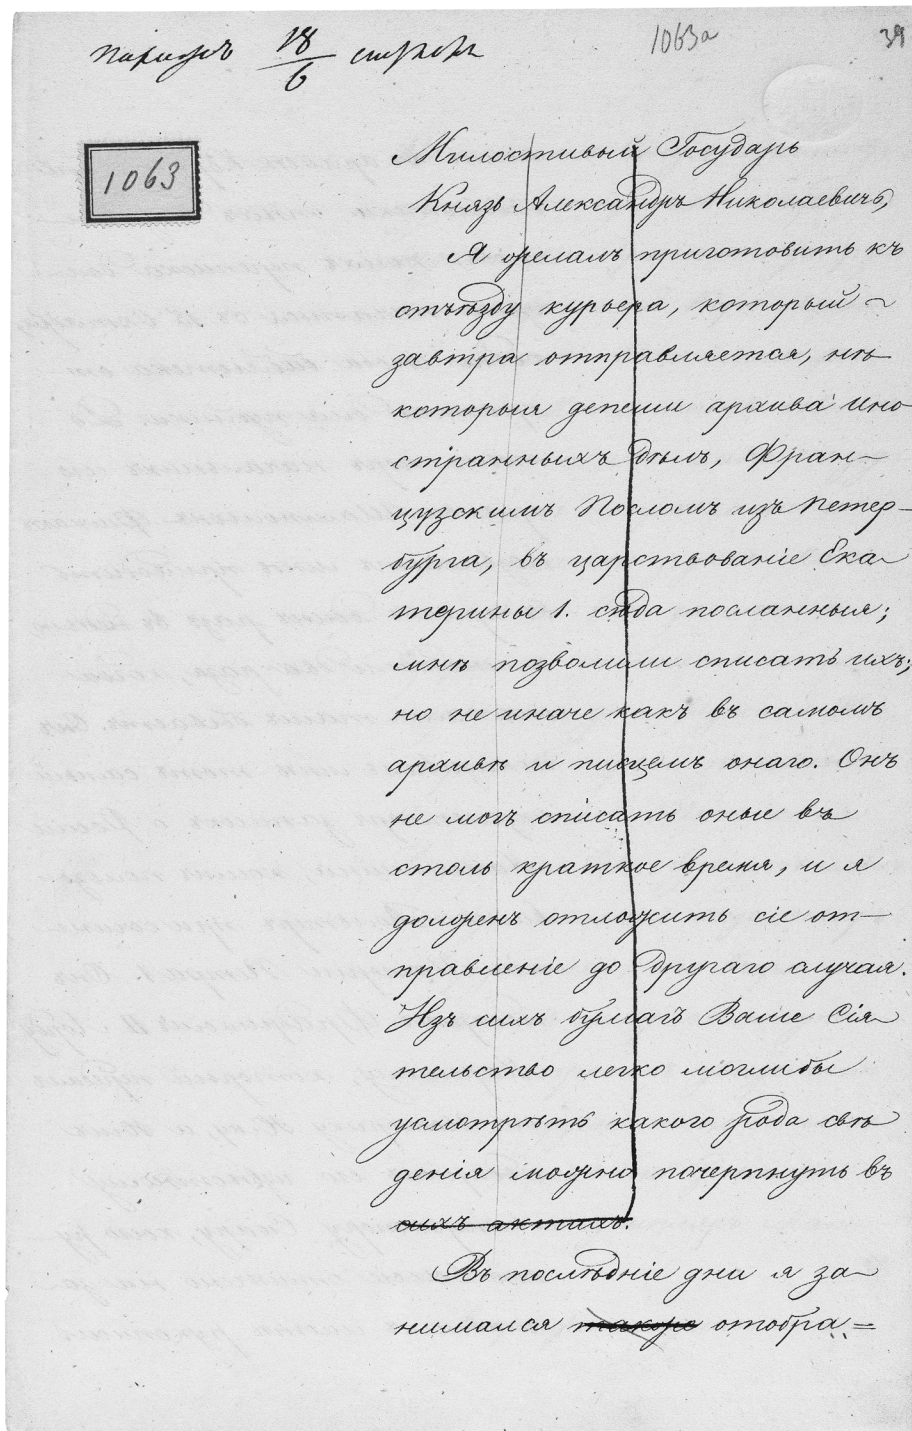 Парижъ 18/6
1063а
39
1063
Милостивый Государь
Князь Александръ Николаевичь,
Я желалъ приготовить къ
отъѣзду курьера, который ~
завтра отправляется, нѣ-
которыя депеши архива ино-
странныхъ дѣлъ, Фран-
цузскимъ Посломъ изъ Петер-
бурга, въ царствованіе Ека-
терины 1. сюда посланныя;
мнѣ позволили списать ихъ;
но не иначе какъ въ самомъ
архивѣ и писцемъ онаго. Онъ
не могъ списать оные въ
столь краткое время, и я
долженъ отложить сіе от-
правленіе до другаго случая.
Изъ сихъ бумагъ Ваше Сія-
тельство легко моглибы
усмотрѣть какого рода свѣ
денія можно почерпнуть въ
сихъ актахъ.
Въ послѣдніе дни я за-
нимался также отобра=